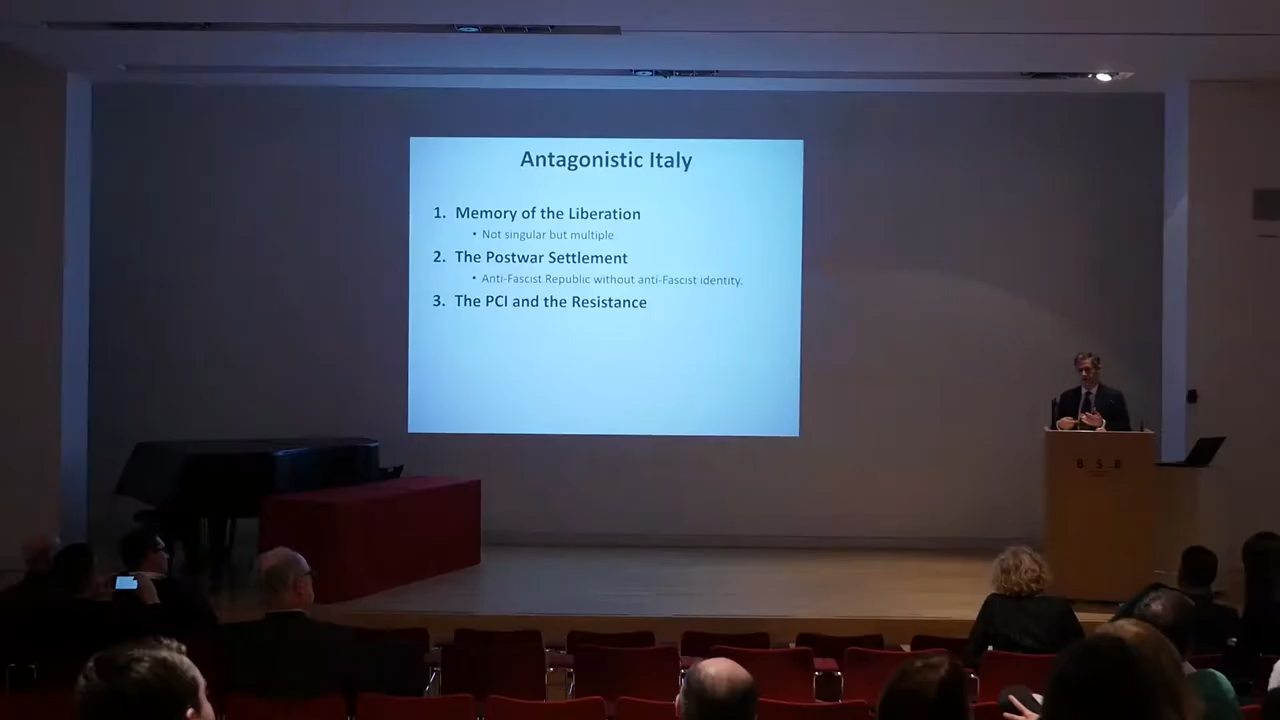 Antagonistic Italy
1. Memory of the Liberation
• Not singular but multiple
2. The Postwar Settlement
• Anti-Fascist Republic without anti-Fascist identity.
3. The PCI and the Resistance
B S B